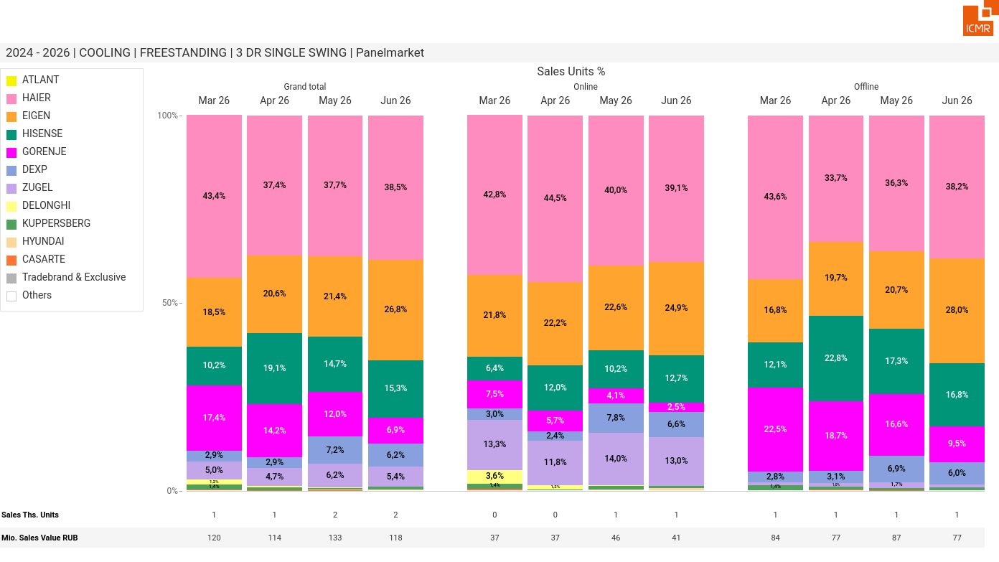 ICMR
2024 - 2026 | COOLING | FREESTANDING | 3 DR SINGLE SWING | Panelmarket
ATLANT
HAIER
EIGEN
HISENSE
GORENJE
DEXP
ZUGEL
DELONGHI
KUPPERSBERG
HYUNDAI
CASARTE
Tradebrand & Exclusive
Others
Sales Units %
Grand total Online Offline
Mar 26 Apr 26 May 26 Jun 26 Mar 26 Apr 26 May 26 Jun 26 Mar 26 Apr 26 May 26 Jun 26
100%
50%
0%
43,4% 37,4% 37,7% 38,5% 42,8% 44,5% 40,0% 39,1% 43,6% 33,7% 36,3% 38,2%
18,5% 20,6% 21,4% 26,8% 21,8% 22,2% 22,6% 24,9% 16,8% 19,7% 20,7% 28,0%
10,2% 19,1% 14,7% 15,3% 6,4% 12,0% 10,2% 12,7% 12,1% 22,8% 17,3% 16,8%
17,4% 14,2% 12,0% 6,9% 7,5% 5,7% 4,1% 2,5% 22,5% 18,7% 16,6% 9,5%
2,9% 2,9% 7,2% 6,2% 3,0% 2,4% 7,8% 6,6% 2,8% 3,1% 6,9% 6,0%
5,0% 4,7% 6,2% 5,4% 13,3% 11,8% 14,0% 13,0% 1,0% 1,7%
1,2% 3,6% 1,2%
1,4% 1,4% 1,4%
Sales Ths. Units 1 1 2 2 0 0 1 1 1 1 1 1
Mio. Sales Value RUB 120 114 133 118 37 37 46 41 84 77 87 77